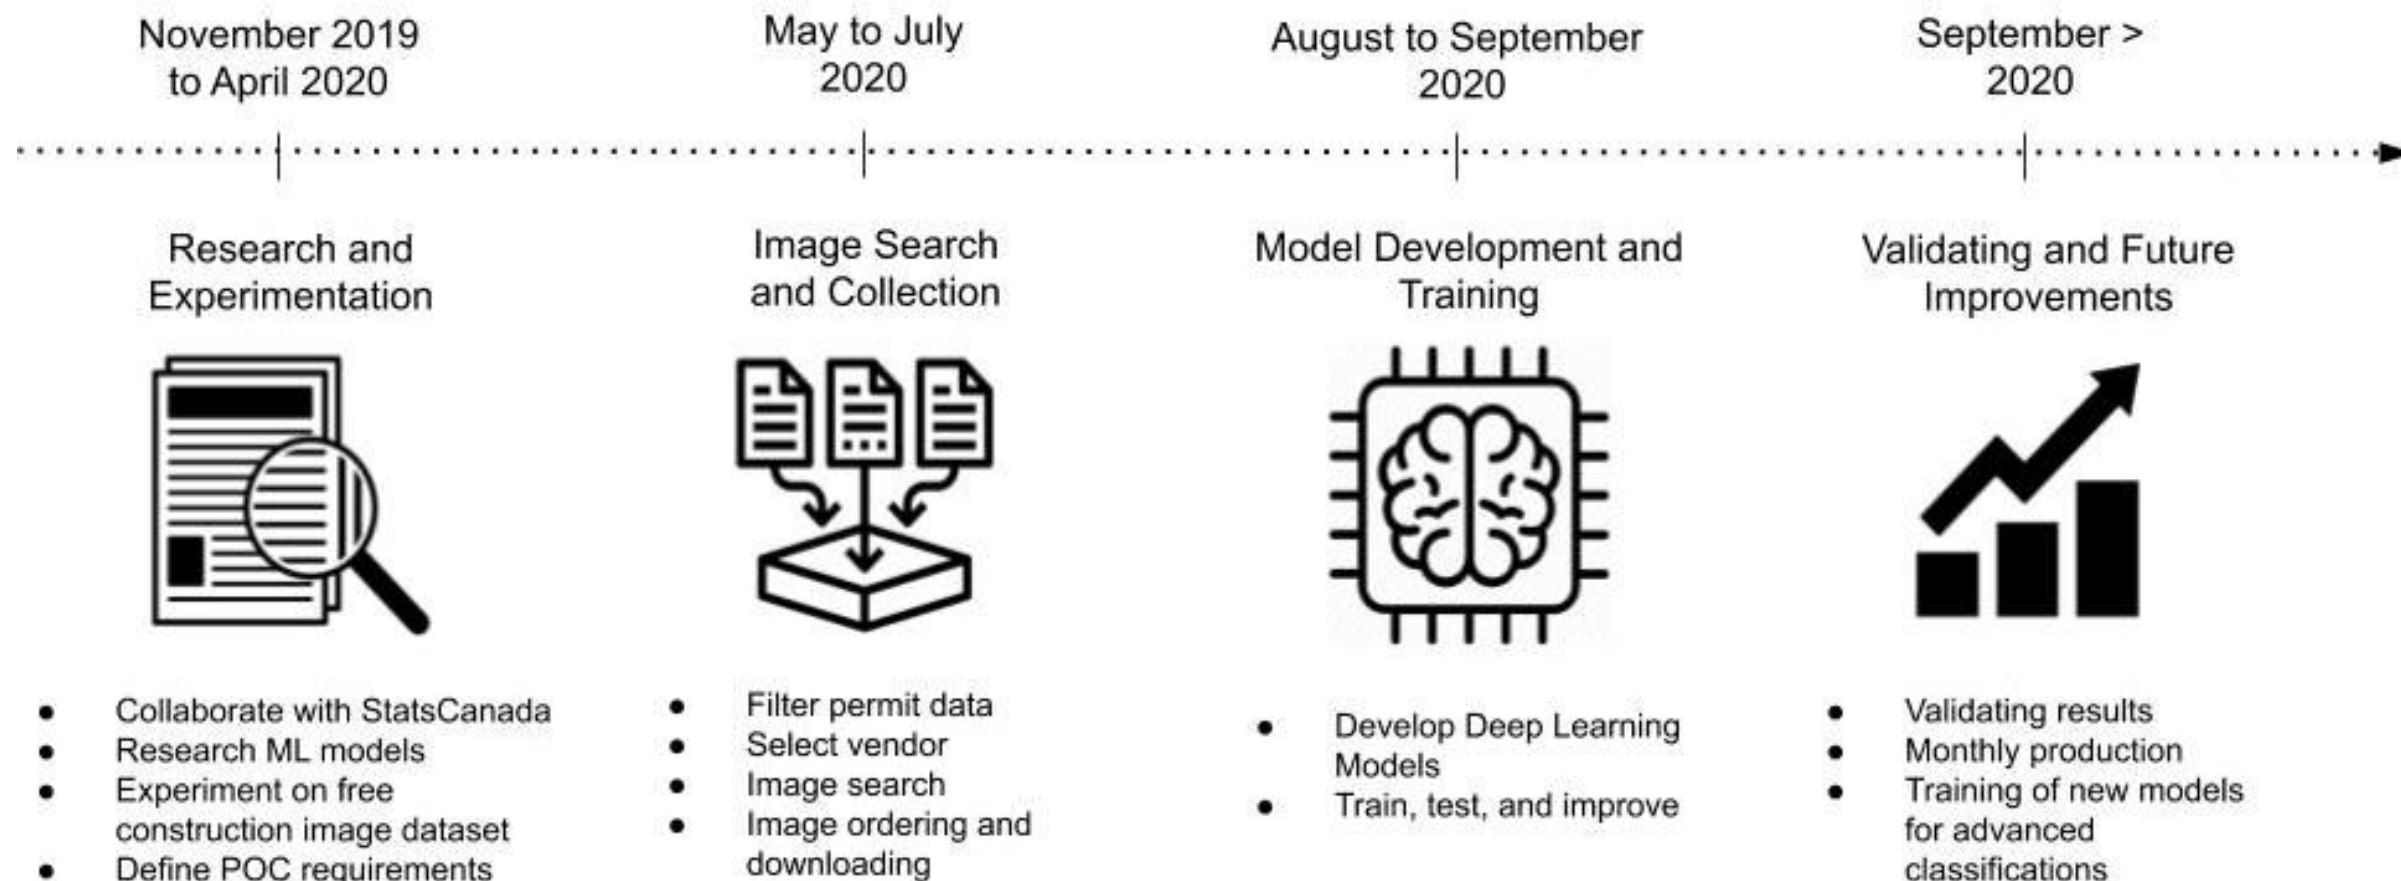 November 2019
to April 2020
May to July
2020
August to September
2020
September >
2020
Research and
Experimentation
Image Search
and Collection
Model Development and
Training
Validating and Future
Improvements
● Collaborate with StatsCanada
● Research ML models
● Experiment on free
construction image dataset
● Define POC requirements
● Filter permit data
● Select vendor
● Image search
● Image ordering and
downloading
● Develop Deep Learning
Models
● Train, test, and improve
● Validating results
● Monthly production
● Training of new models
for advanced
classifications